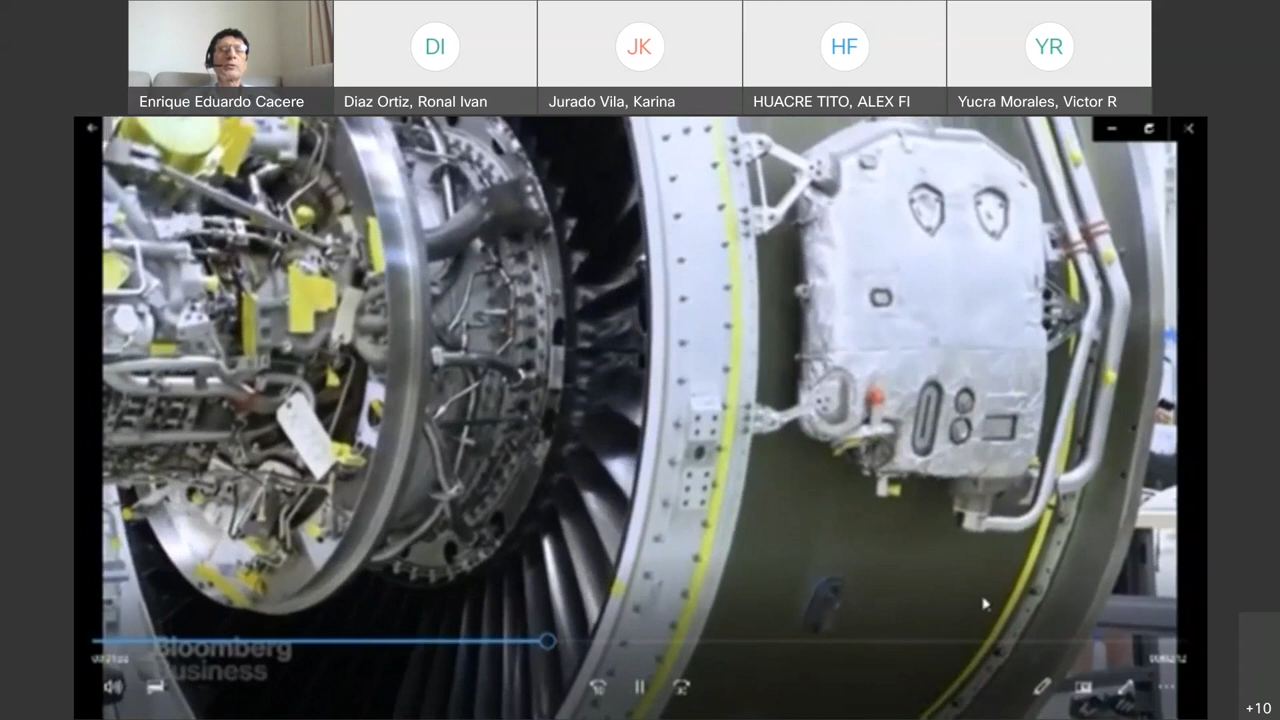 DI
JK
HF
YR
Enrique Eduardo Cacere
Diaz Ortiz, Ronal Ivan
Jurado Vila, Karina
HUACRE TITO, ALEX FI
Yucra Morales, Victor R
Bloomberg
Business
+10